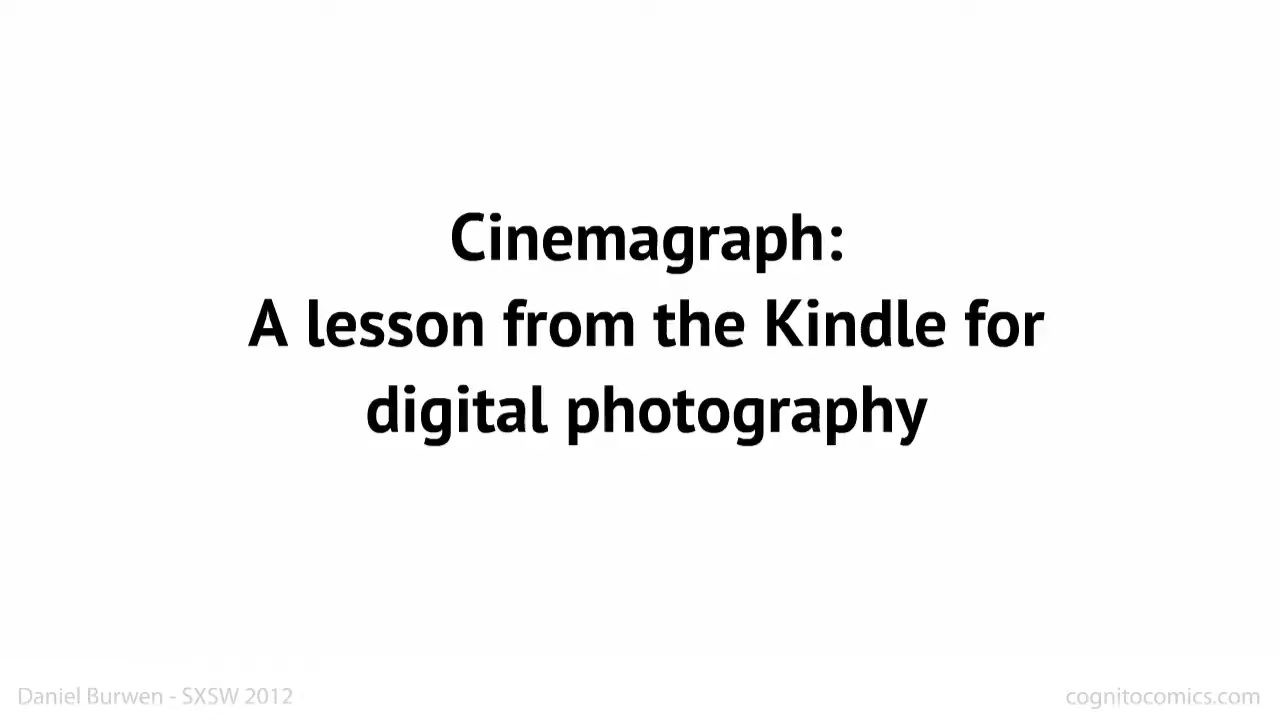 Cinemagraph:
A lesson from the Kindle for
digital photography
Daniel Burwen - SXSW 2012
cognitocomics.com